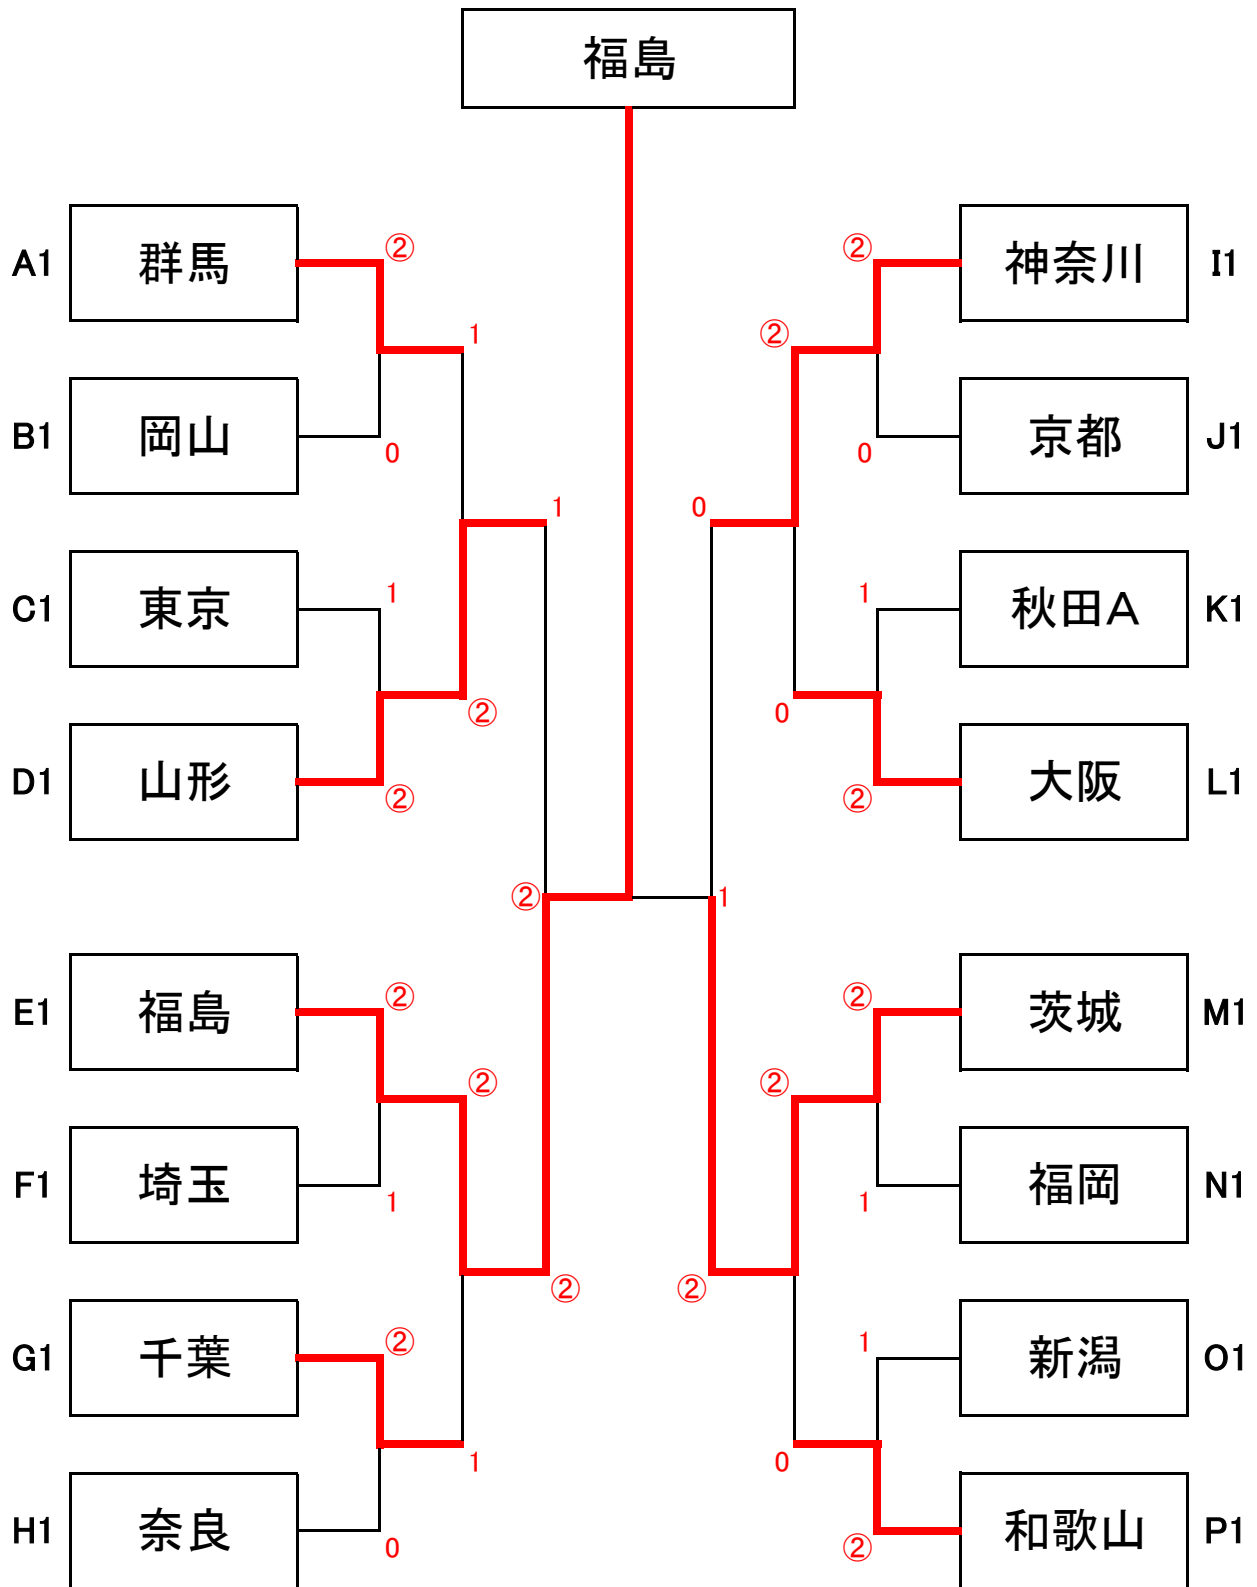 福島
A1 群馬 ② ② 神奈川 I1
1 ②
B1 岡山 0 0 京都 J1
1 0
C1 東京 1 1 秋田A K1
② 0
D1 山形 ② ② 大阪 L1
② 1
E1 福島 ② ② 茨城 M1
② ②
F1 埼玉 1 1 福岡 N1
② ②
G1 千葉 ② 1 新潟 O1
1 0
H1 奈良 0 ② 和歌山 P1